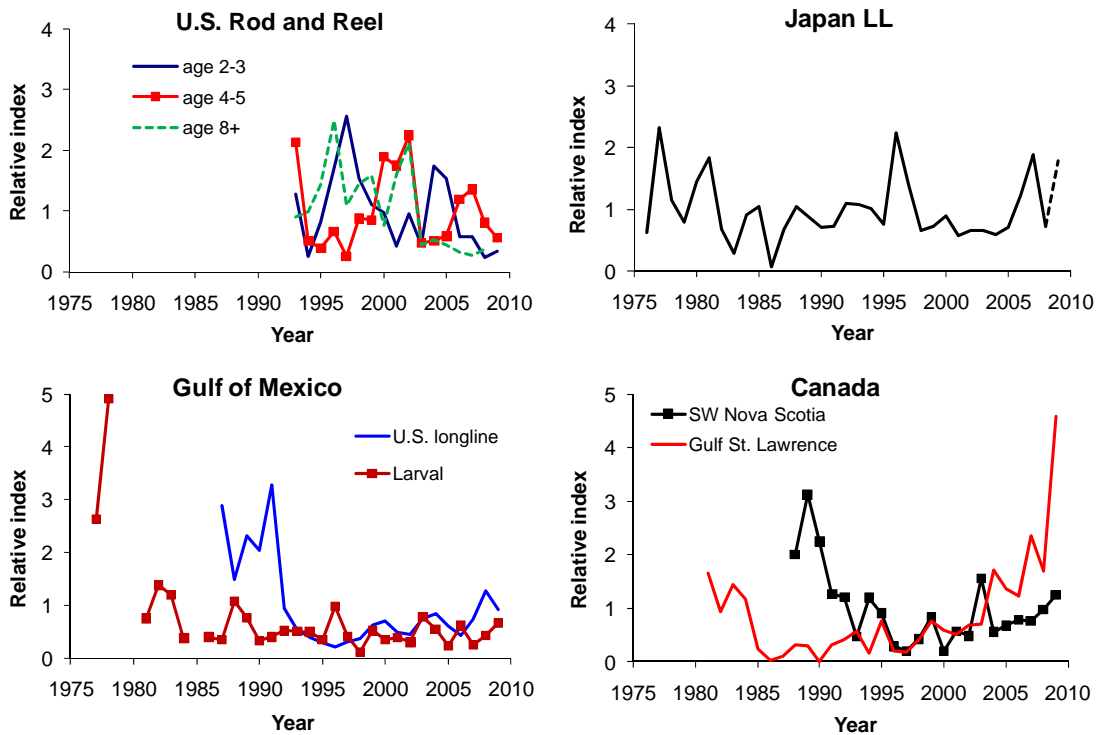 U.S. Rod and Reel
age 2-3
age 4-5
age 8+
Relative index
4
3
2
1
0
1975 1980 1985 1990 1995 2000 2005 2010
Year
Japan LL
Relative index
4
3
2
1
0
1975 1980 1985 1990 1995 2000 2005 2010
Year
Gulf of Mexico
U.S. longline
Larval
Relative index
5
4
3
2
1
0
1975 1980 1985 1990 1995 2000 2005 2010
Year
Canada
SW Nova Scotia
Gulf St. Lawrence
Relative index
5
4
3
2
1
0
1975 1980 1985 1990 1995 2000 2005 2010
Year